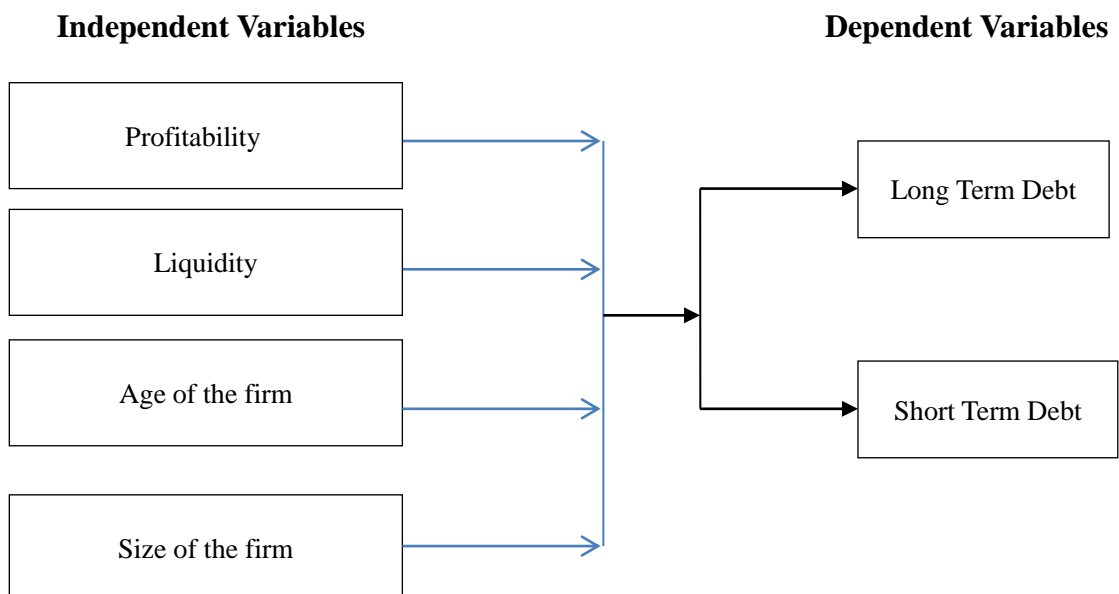 Independent Variables
Dependent Variables
Profitability
Liquidity
Age of the firm
Size of the firm
Long Term Debt
Short Term Debt